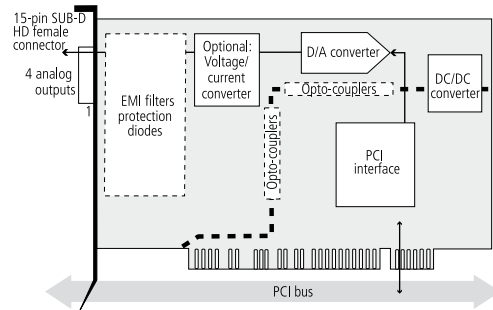 15-pin SUB-D
HD female
connector
4 analog
outputs
1
EMI filters
protection
diodes
Optional:
Voltage/
current
converter
D/A converter
Opto-couplers
DC/DC
converter
Opto-couplers
PCI
interface
PCI bus